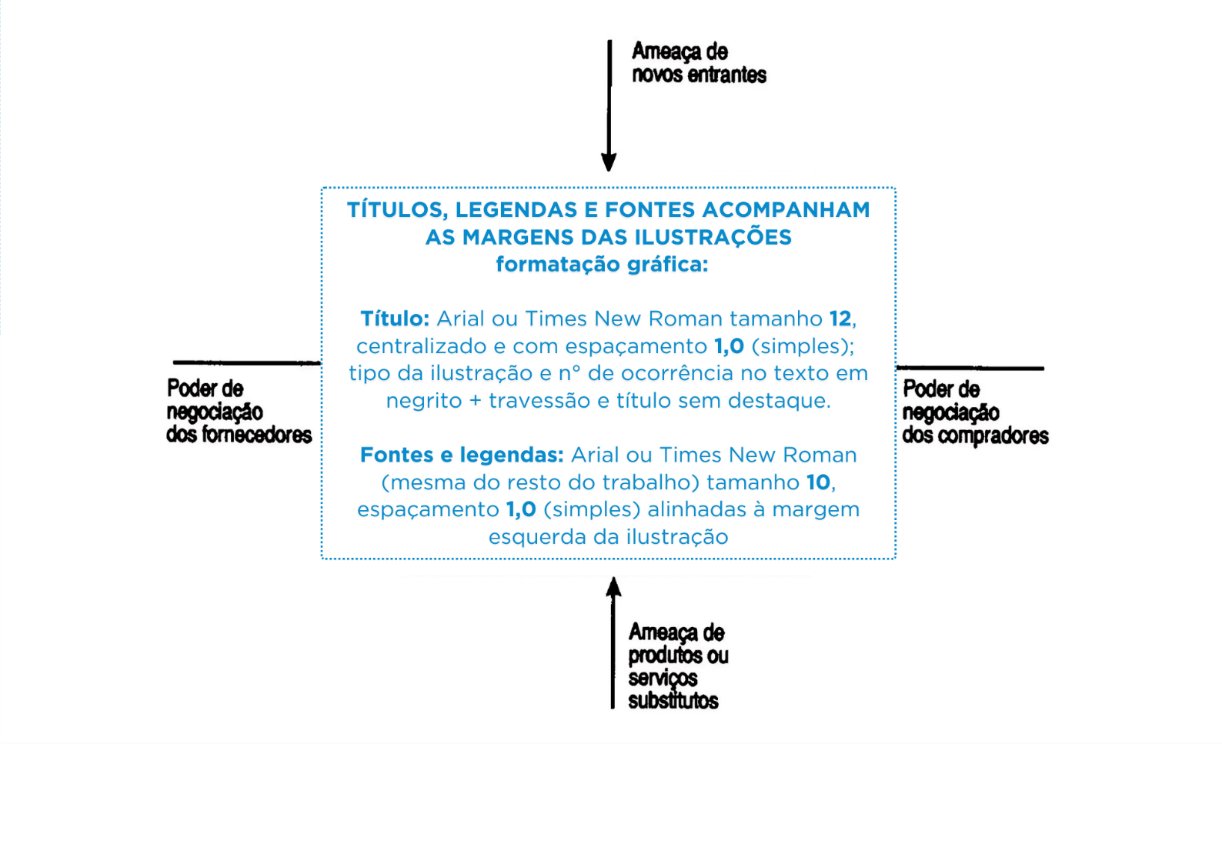 Ameaça de
novos entrantes
TÍTULOS, LEGENDAS E FONTES ACOMPANHAM
AS MARGENS DAS ILUSTRAÇÕES
formatação gráfica:
Título: Arial ou Times New Roman tamanho 12,
centralizado e com espaçamento 1,0 (simples);
tipo da ilustração e n° de ocorrência no texto em
negrito + travessão e título sem destaque.
Fontes e legendas: Arial ou Times New Roman
(mesma do resto do trabalho) tamanho 10,
espaçamento 1,0 (simples) alinhadas à margem
esquerda da ilustração
Poder de
negociação
dos fornecedores
Poder de
negociação
dos compradores
Ameaça de
produtos ou
serviços
substitutos